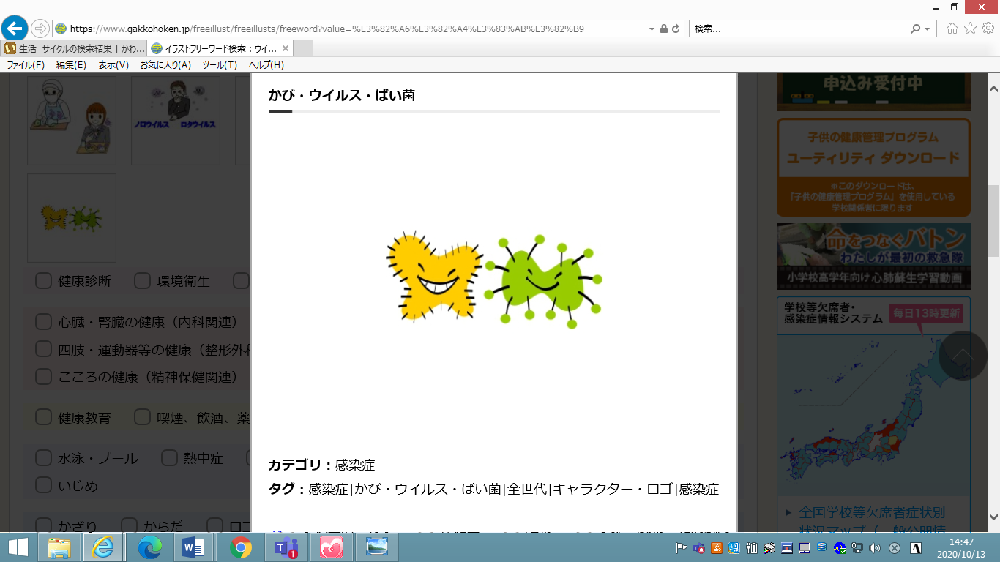 https://www.gakkohoken.jp/freeillust/freeillusts/freeword?value=%E3%82%A6%E3%82%A4%E3%83%AB%E3%82%B9
検索...
生活 サイクルの検索結果 | かわ...
イラストフリーワード検索：ウイ...
ファイル(F) 編集(E) 表示(V) お気に入り(A) ツール(T) ヘルプ(H)
ノロウイルス ロタウイルス
健康診断 環境衛生
心臓・腎臓の健康（内科関連）
四肢・運動器等の健康（整形外科
こころの健康（精神保健関連）
健康教育 喫煙、飲酒、薬
水泳・プール 熱中症
いじめ
かざり からだ ロゴ
かび・ウイルス・ばい菌
カテゴリ：感染症
タグ：感染症|かび・ウイルス・ばい菌|全世代|キャラクター・ロゴ|感染症
申込み受付中
子供の健康管理プログラム
ユーティリティ ダウンロード
※このダウンロードは、
「子供の健康管理プログラム」を使用している
学校関係者に限ります
命をつなぐバトン
わたしが最初の救急隊
小学校高学年向け心肺蘇生学習動画
学校等欠席者・
感染症情報システム
毎日13時更新
全国学校等欠席者症状別
状況マップ（一般公開情
1
A
14:47
2020/10/13